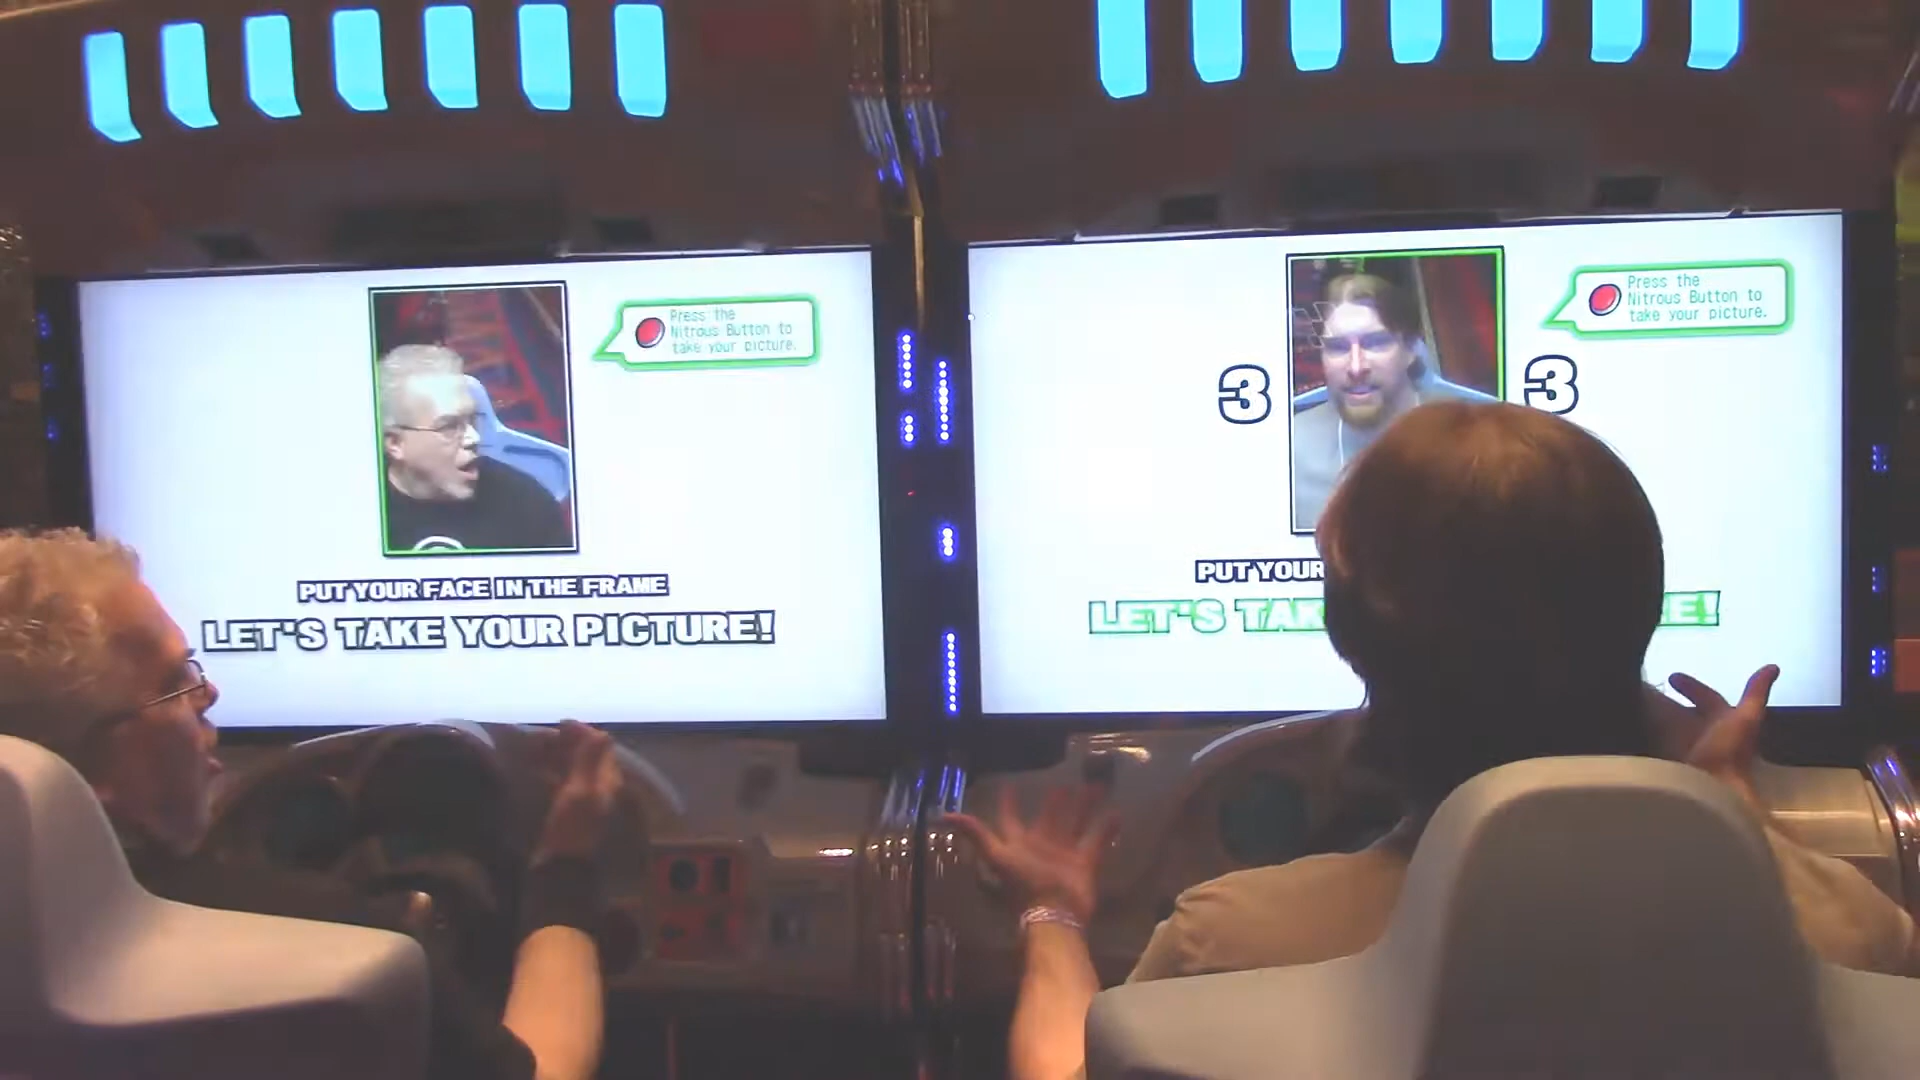 Press the
Nitrous Button to
take your picture.
PUT YOUR FACE IN THE FRAME
LET'S TAKE YOUR PICTURE!
Press the
Nitrous Button to
take your picture.
3 3
PUT YOUR
LET'S TAK E!